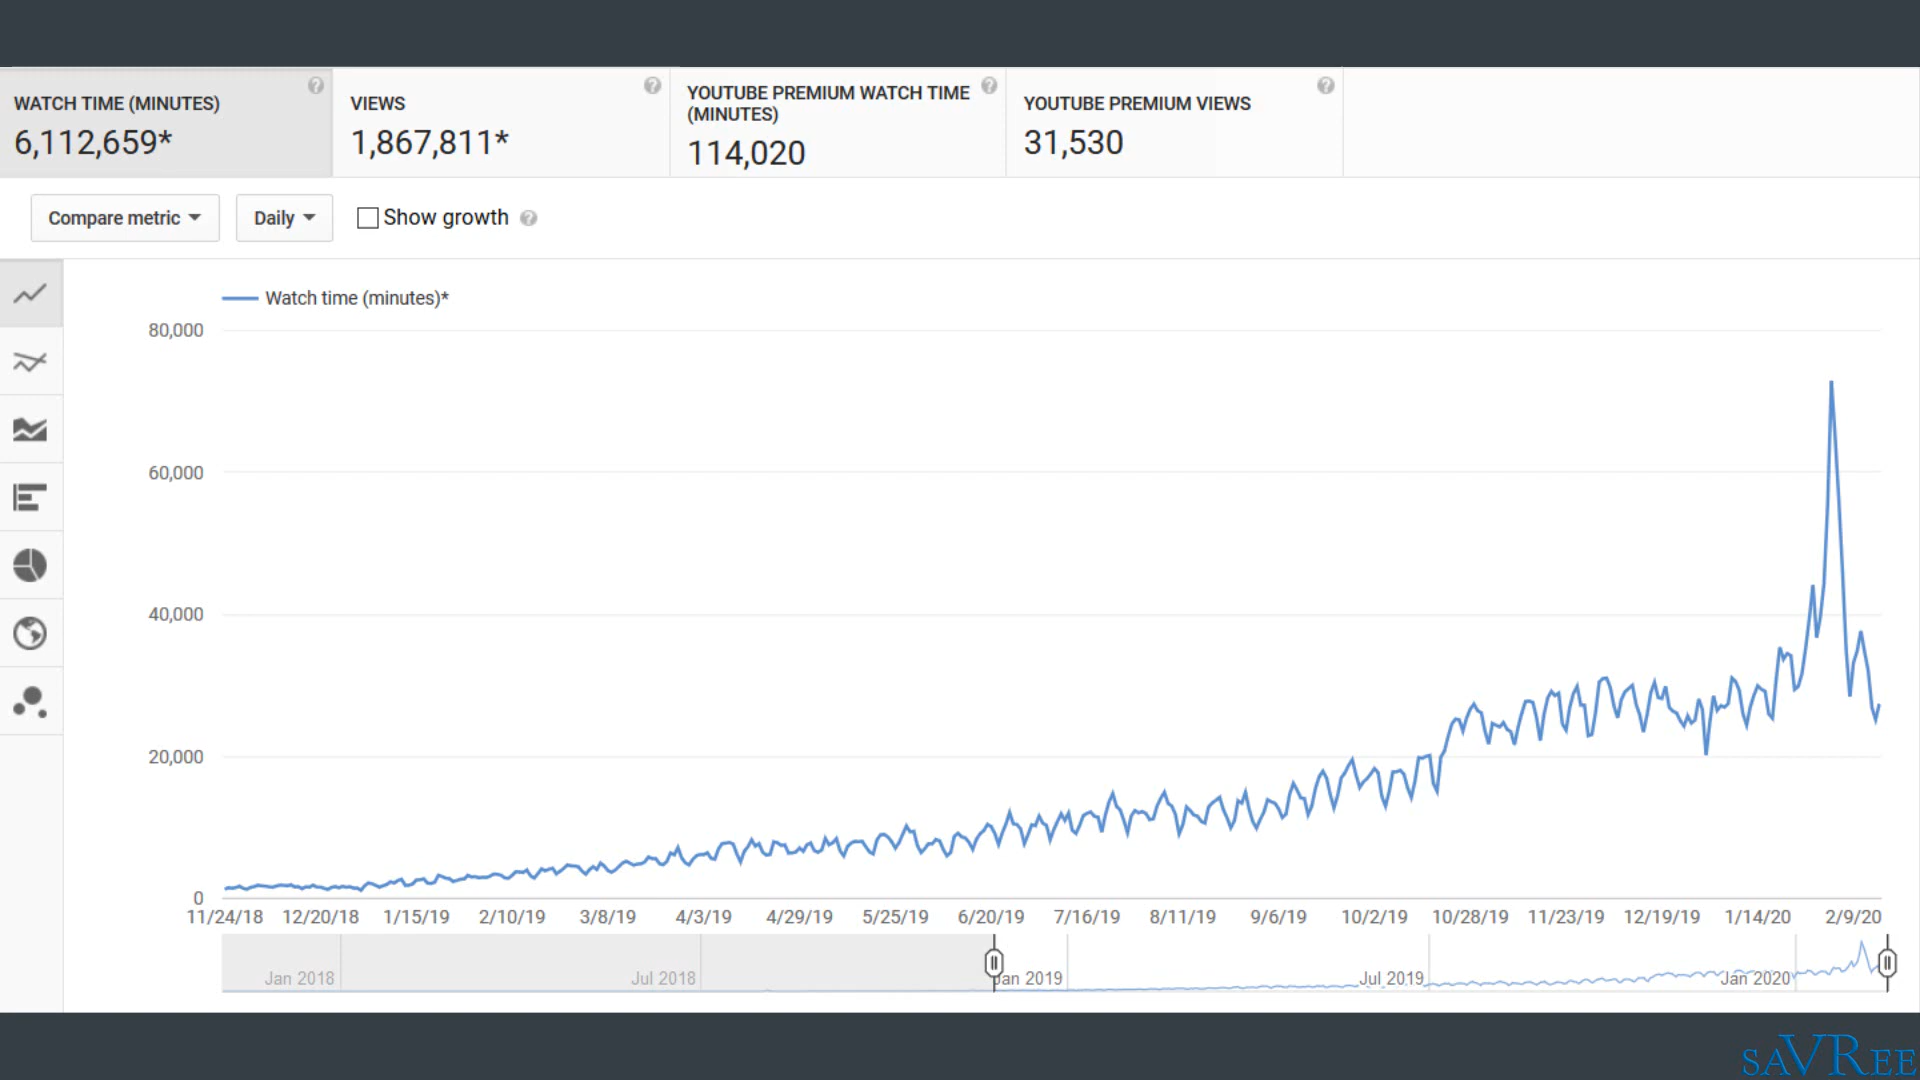 WATCH TIME (MINUTES)
6,112,659*
VIEWS
1,867,811*
YOUTUBE PREMIUM WATCH TIME
(MINUTES)
114,020
YOUTUBE PREMIUM VIEWS
31,530
Compare metric
Daily
Show growth
Watch time (minutes)*
80,000
60,000
40,000
20,000
0
11/24/18 12/20/18 1/15/19 2/10/19 3/8/19 4/3/19 4/29/19 5/25/19 6/20/19 7/16/19 8/11/19 9/6/19 10/2/19 10/28/19 11/23/19 12/19/19 1/14/20 2/9/20
Jan 2018 Jul 2018 Jan 2019 Jul 2019 Jan 2020
saVRee